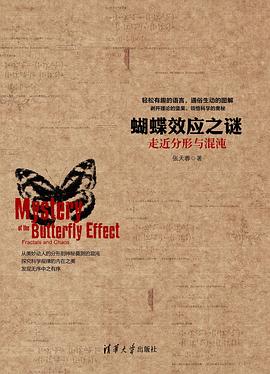 轻松有趣的语言，通俗生动的图解
剥开理论的坚果，领悟科学的奥秘
蝴蝶效应之谜
走近分形与混沌
张天蓉 著
Mystery
of the Butterfly Effect
Fractals and Chaos
从美妙动人的分形到神秘莫测的混沌
探究科学规律的内在之美
发现无序中之有序
清华大学出版社